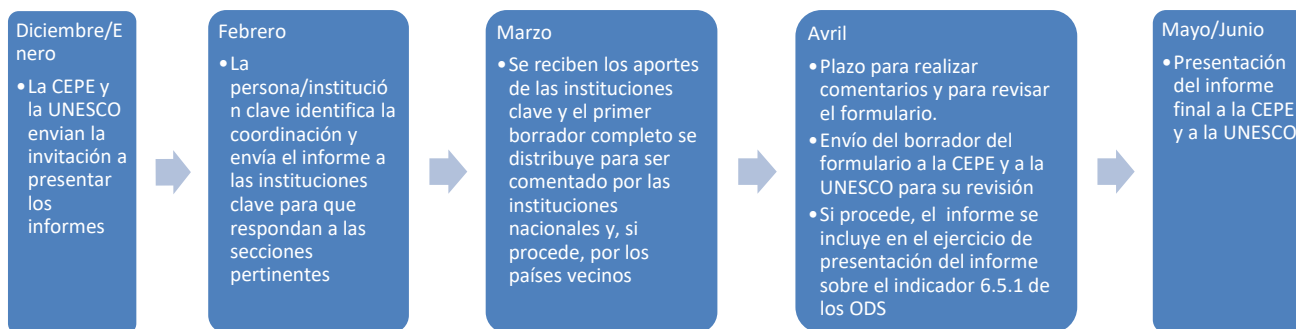 Diciembre/E
nero
•La CEPE y
la UNESCO
envian la
invitación a
presentar
los
informes
Febrero
•La
persona/institució
n clave identifica la
coordinación y
envía el informe a
las instituciones
clave para que
respondan a las
secciones
pertinentes
Marzo
•Se reciben los aportes
de las instituciones
clave y el primer
borrador completo se
distribuye para ser
comentado por las
instituciones
nacionales y, si
procede, por los
países vecinos
Avril
•Plazo para realizar
comentarios y para revisar
el formulario.
•Envío del borrador del
formulario a la CEPE y a la
UNESCO para su revisión
•Si procede, el informe se
incluye en el ejercicio de
presentación del informe
sobre el indicador 6.5.1 de
los ODS
Mayo/Junio
•Presentación
del informe
final a la CEPE
y a la UNESCO